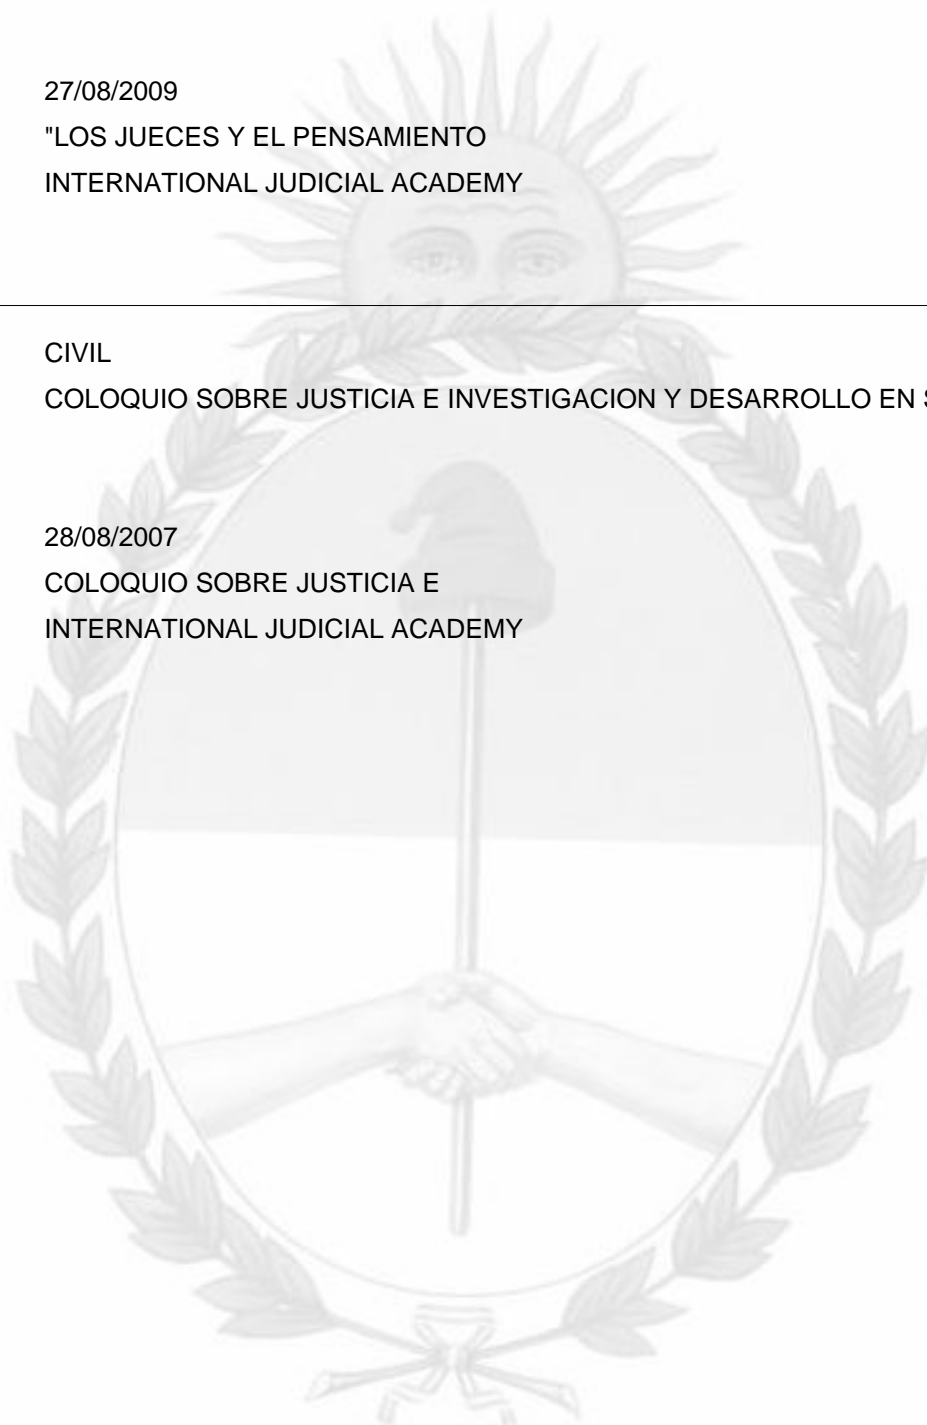 27/08/2009
"LOS JUECES Y EL PENSAMIENTO
INTERNATIONAL JUDICIAL ACADEMY
CIVIL
COLOQUIO SOBRE JUSTICIA E INVESTIGACION Y DESARROLLO EN
28/08/2007
COLOQUIO SOBRE JUSTICIA E
INTERNATIONAL JUDICIAL ACADEMY